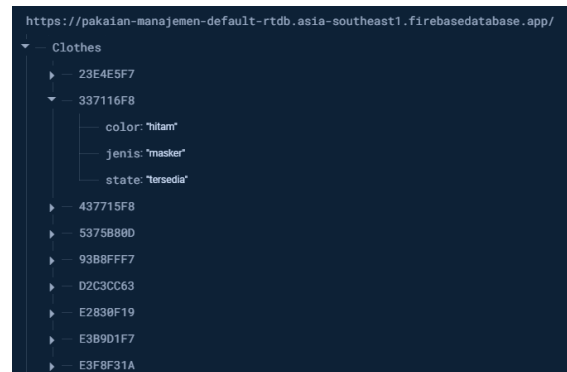 https://pakaian-manajemen-default-rtdb.asia-southeast1.firebasedatabase.app/
Clothes
23E4E5F7
337116F8
color: "hitam"
jenis: "masker"
state: "tersedia"
437715F8
5375B80D
93B8FFF7
D2C3CC63
E2830F19
E3B9D1F7
E3F8F31A